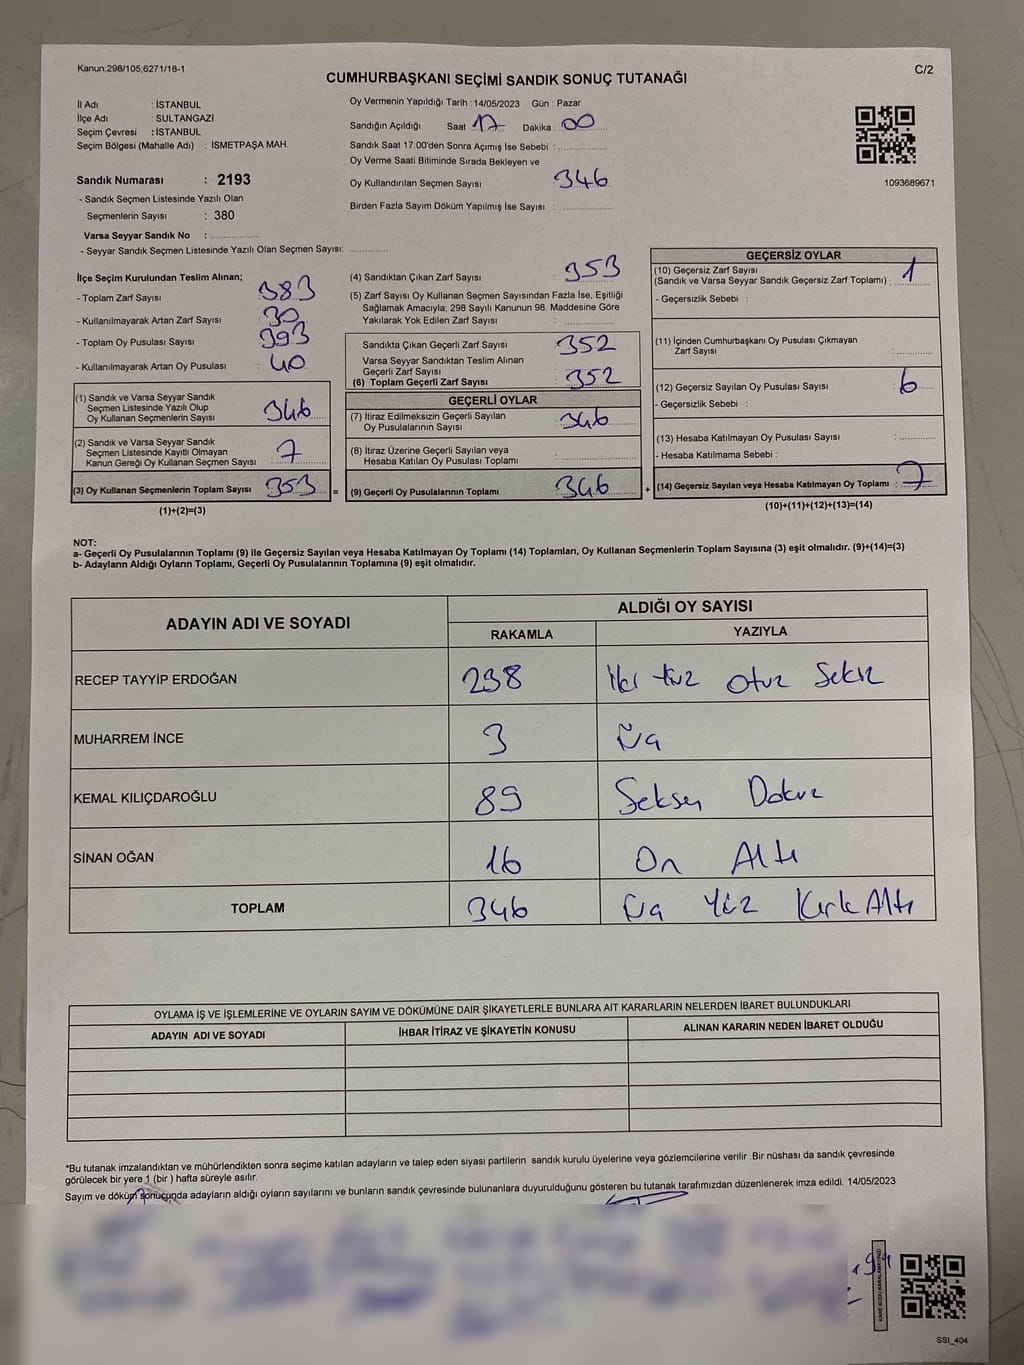 Kanun:298/105;6271/18-1
C/2
CUMHURBAŞKANI SEÇİMİ SANDIK SONUÇ TUTANAĞI
İl Adı : İSTANBUL
İlçe Adı : SULTANGAZİ
Seçim Çevresi : İSTANBUL
Seçim Bölgesi (Mahalle Adı) : İSMETPAŞA MAH.
Sandık Numarası : 2193
- Sandık Seçmen Listesinde Yazılı Olan
Seçmenlerin Sayısı : 380
Varsa Seyyar Sandık No :
- Seyyar Sandık Seçmen Listesinde Yazılı Olan Seçmen Sayısı:
Oy Vermenin Yapıldığı Tarih :14/05/2023 Gün : Pazar
Sandığın Açıldığı Saat 17 Dakika : 00
Sandık Saat 17:00'den Sonra Açımış İse Sebebi :
Oy Verme Saati Bitiminde Sırada Bekleyen ve
Oy Kullandırılan Seçmen Sayısı 346
Birden Fazla Sayım Döküm Yapılmış İse Sayısı :
1093689671
İlçe Seçim Kurulundan Teslim Alınan;
- Toplam Zarf Sayısı : 383
- Kullanılmayarak Artan Zarf Sayısı : 30
- Toplam Oy Pusulası Sayısı : 393
- Kullanılmayarak Artan Oy Pusulası : 40
(1) Sandık ve Varsa Seyyar Sandık
Seçmen Listesinde Yazılı Olup
Oy Kullanan Seçmenlerin Sayısı : 346
(2) Sandık ve Varsa Seyyar Sandık
Seçmen Listesinde Kayıtlı Olmayan
Kanun Gereği Oy Kullanan Seçmen Sayısı : 7
(3) Oy Kullanan Seçmenlerin Toplam Sayısı : 353 =
(1)+(2)=(3)
(4) Sandıktan Çıkan Zarf Sayısı : 353
(5) Zarf Sayısı Oy Kullanan Seçmen Sayısından Fazla İse, Eşitliği
Sağlamak Amacıyla; 298 Sayılı Kanunun 98. Maddesine Göre
Yakılarak Yok Edilen Zarf Sayısı :
Sandıkta Çıkan Geçerli Zarf Sayısı : 352
Varsa Seyyar Sandıktan Teslim Alınan
Geçerli Zarf Sayısı :
(6) Toplam Geçerli Zarf Sayısı : 352
GEÇERLİ OYLAR
(7) İtiraz Edilmeksizin Geçerli Sayılan
Oy Pusulalarının Sayısı : 346
(8) İtiraz Üzerine Geçerli Sayılan veya
Hesaba Katılan Oy Pusulası Toplamı :
(9) Geçerli Oy Pusulalarının Toplamı : 346 +
GEÇERSİZ OYLAR
(10) Geçersiz Zarf Sayısı
(Sandık ve Varsa Seyyar Sandık Geçersiz Zarf Toplamı) : 1
- Geçersizlik Sebebi :
(11) İçinden Cumhurbaşkanı Oy Pusulası Çıkmayan
Zarf Sayısı :
(12) Geçersiz Sayılan Oy Pusulası Sayısı : 6
- Geçersizlik Sebebi :
(13) Hesaba Katılmayan Oy Pusulası Sayısı :
- Hesaba Katılmama Sebebi :
(14) Geçersiz Sayılan veya Hesaba Katılmayan Oy Toplamı : 7
(10)+(11)+(12)+(13)=(14)
NOT:
a- Geçerli Oy Pusulalarının Toplamı (9) ile Geçersiz Sayılan veya Hesaba Katılmayan Oy Toplamı (14) Toplamları, Oy Kullanan Seçmenlerin Toplam Sayısına (3) eşit olmalıdır. (9)+(14)=(3)
b- Adayların Aldığı Oyların Toplamı, Geçerli Oy Pusulalarının Toplamına (9) eşit olmalıdır.
ADAYIN ADI VE SOYADI
ALDIĞI OY SAYISI
RAKAMLA YAZIYLA
RECEP TAYYİP ERDOĞAN 238 İki Yüz Otuz Sekiz
MUHARREM İNCE 3 Üç
KEMAL KILIÇDAROĞLU 89 Seksen Dokuz
SİNAN OĞAN 16 On Altı
TOPLAM 346 Üç Yüz Kırk Altı
OYLAMA İŞ VE İŞLEMLERİNE VE OYLARIN SAYIM VE DÖKÜMÜNE DAİR ŞİKAYETLERLE BUNLARA AİT KARARLARIN NELERDEN İBARET BULUNDUKLARI
ADAYIN ADI VE SOYADI İHBAR İTİRAZ VE ŞİKAYETİN KONUSU ALINAN KARARIN NEDEN İBARET OLDUĞU
*Bu tutanak imzalandıktan ve mühürlendikten sonra seçime katılan adayların ve talep eden siyasi partilerin sandık kurulu üyelerine veya gözlemcilerine verilir .Bir nüshası da sandık çevresinde
görülecek bir yere 1 (bir ) hafta süreyle asılır.
Sayım ve döküm sonucunda adayların aldığı oyların sayılarını ve bunların sandık çevresinde bulunanlara duyurulduğunu gösteren bu tutanak tarafımızdan düzenlenerek imza edildi. 14/05/2023
KARE KODU KARALAMAYINIZ!
SSI_404